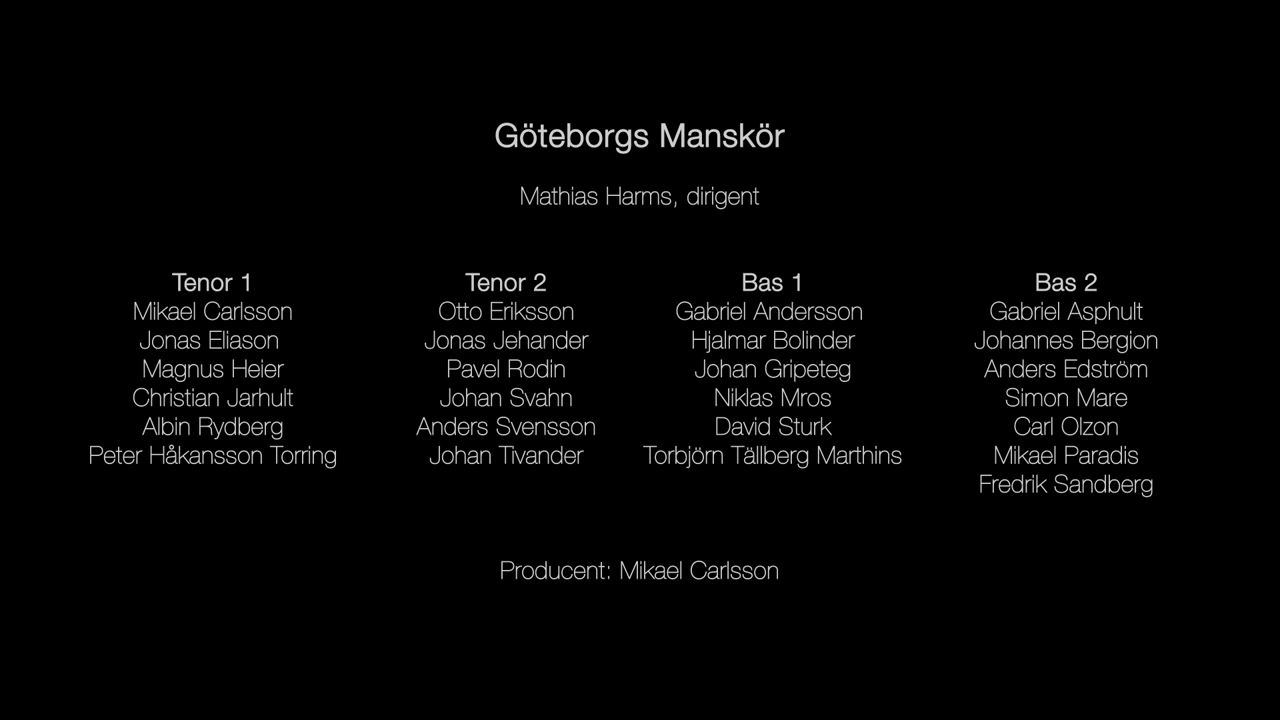 Göteborgs Manskör
Mathias Harms, dirigent
Tenor 1
Mikael Carlsson
Jonas Eliason
Magnus Heier
Christian Jarhult
Albin Rydberg
Peter Håkansson Torring
Tenor 2
Otto Eriksson
Jonas Jehander
Pavel Rodin
Johan Svahn
Anders Svensson
Johan Tivander
Bas 1
Gabriel Andersson
Hjalmar Bolinder
Johan Gripeteg
Niklas Mros
David Sturk
Torbjörn Tällberg Marthins
Bas 2
Gabriel Asphult
Johannes Bergion
Anders Edström
Simon Mare
Carl Olzon
Mikael Paradis
Fredrik Sandberg
Producent: Mikael Carlsson